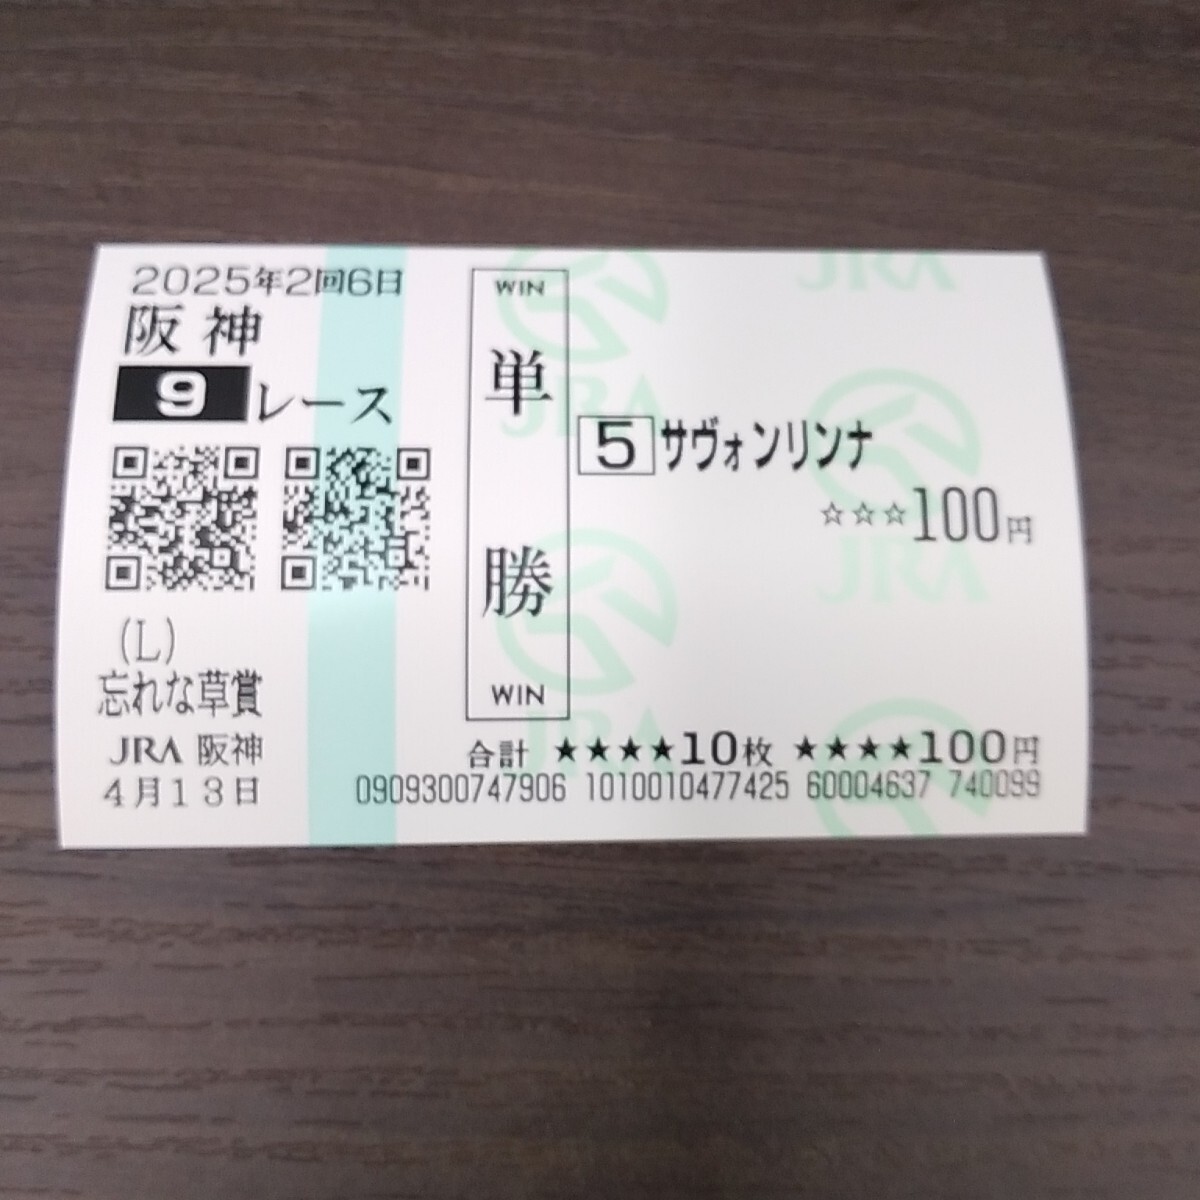 2025年2回6日
阪神
9レース
(L)
忘れな草賞
JRA 阪神
4月13日
WIN
単勝
WIN
5 サヴォンリンナ
☆☆☆100円
合計 ★★★★10枚 ★★★★100円
0909300747906 1010010477425 60004637 740099
JRA
JRA
JRA
JRA